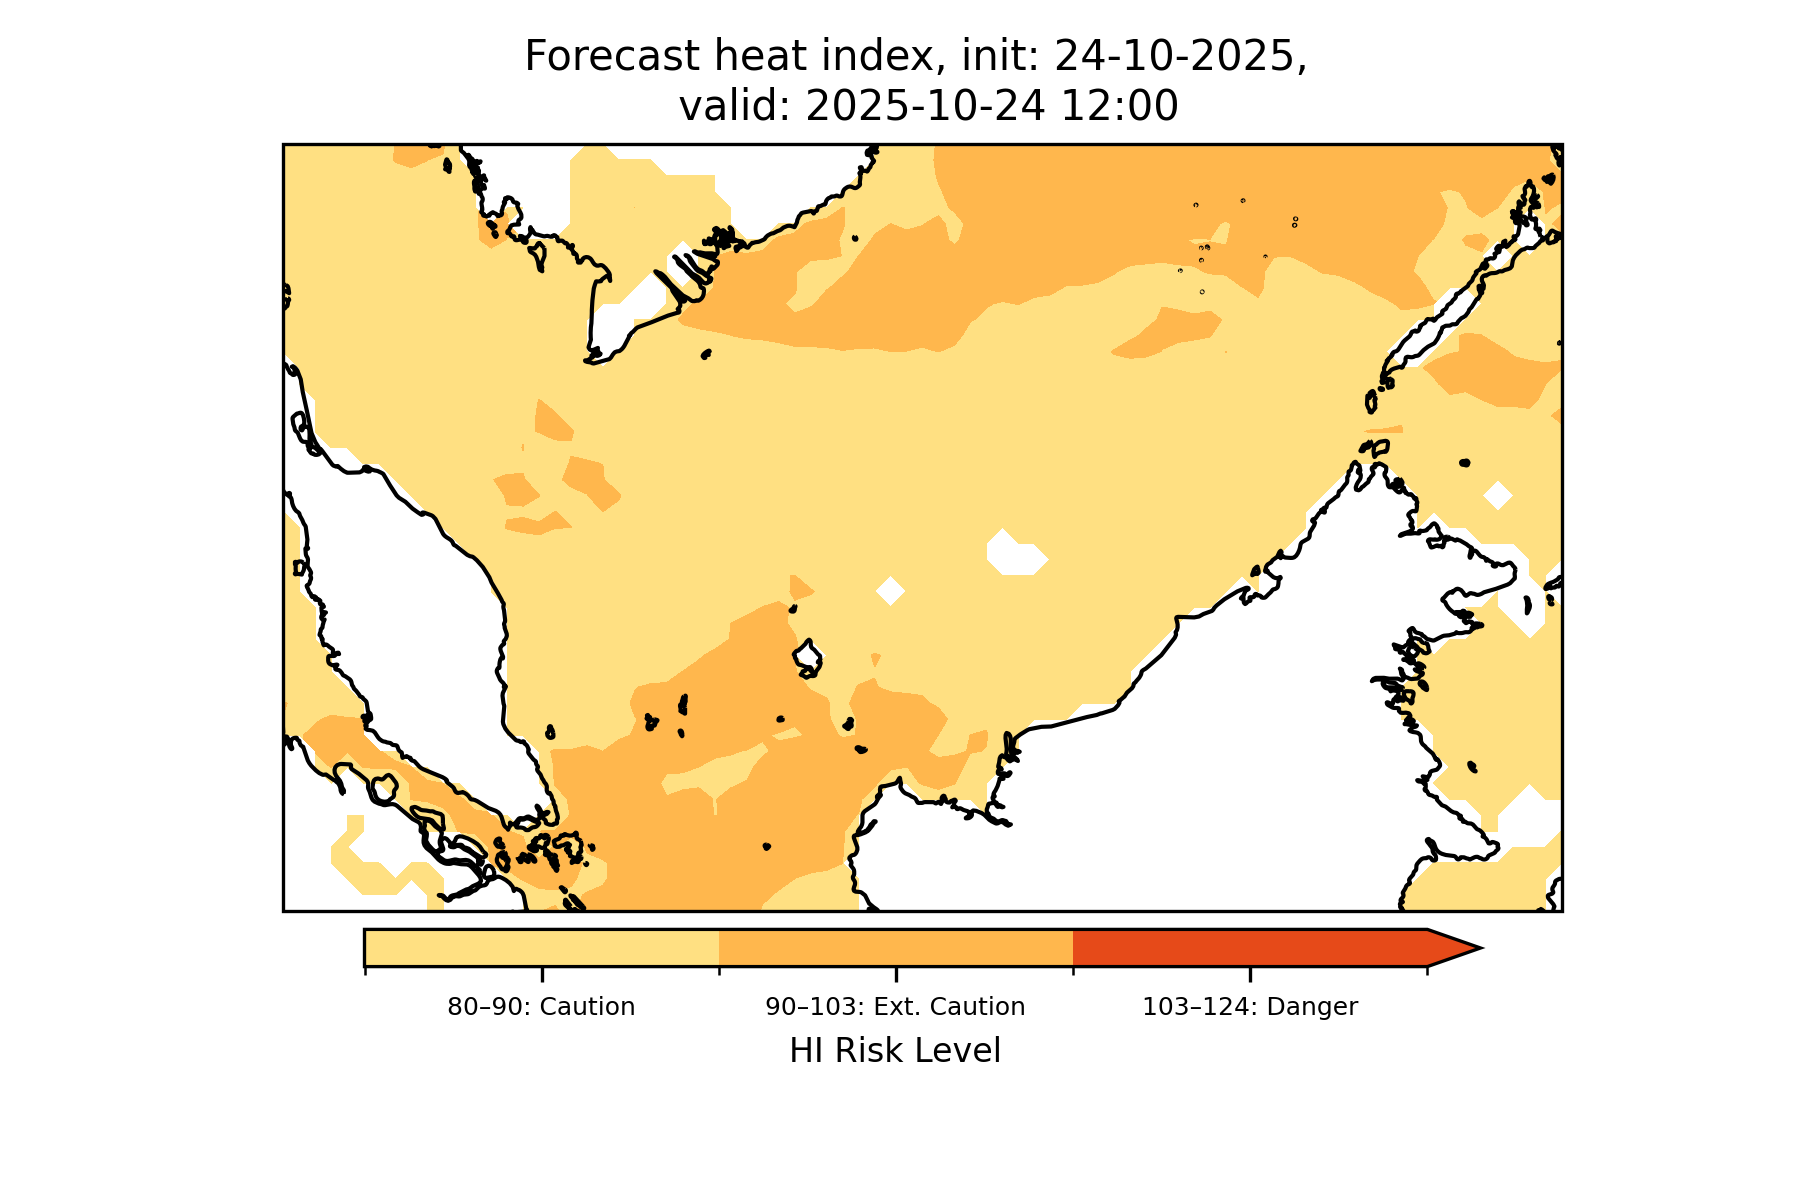 Forecast heat index, init: 24-10-2025,
valid: 2025-10-24 12:00
80–90: Caution
90–103: Ext. Caution
103–124: Danger
HI Risk Level